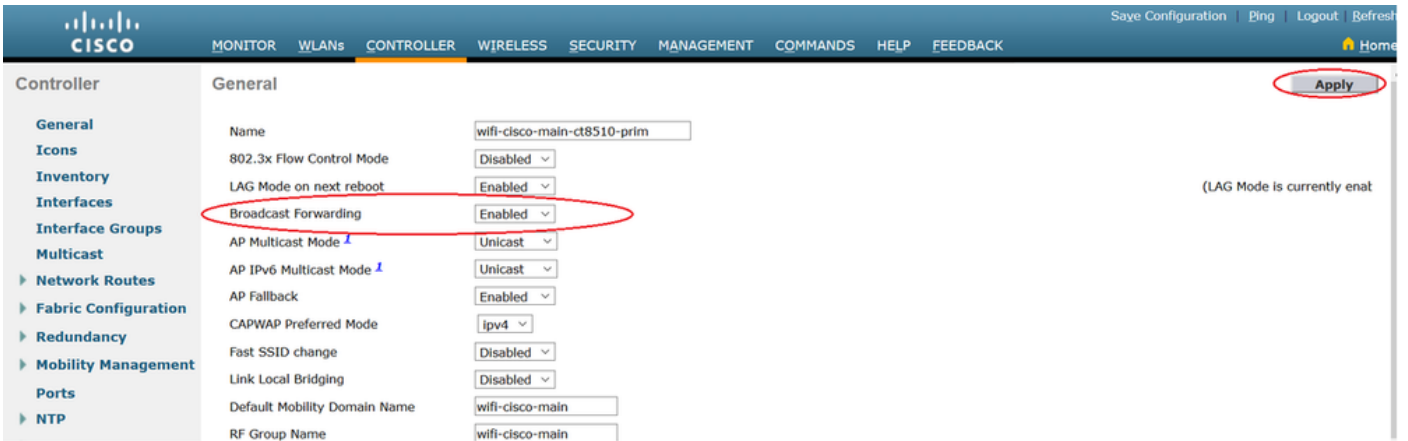 Save Configuration | Ping | Logout | Refresh
CISCO
MONITOR WLANs CONTROLLER WIRELESS SECURITY MANAGEMENT COMMANDS HELP FEEDBACK Home
Controller
General
Apply
General
Icons
Inventory
Interfaces
Interface Groups
Multicast
Network Routes
Fabric Configuration
Redundancy
Mobility Management
Ports
NTP
Name wifi-cisco-main-ct8510-prim
802.3x Flow Control Mode Disabled
LAG Mode on next reboot Enabled (LAG Mode is currently enat
Broadcast Forwarding Enabled
AP Multicast Mode 1 Unicast
AP IPv6 Multicast Mode 1 Unicast
AP Fallback Enabled
CAPWAP Preferred Mode ipv4
Fast SSID change Disabled
Link Local Bridging Disabled
Default Mobility Domain Name wifi-cisco-main
RF Group Name wifi-cisco-main